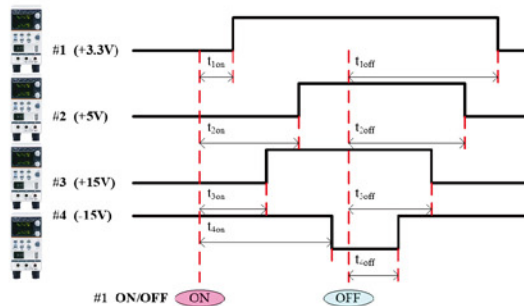 #1 (+3.3V)
t1on
t1off
#2 (+5V)
t2on
t2off
#3 (+15V)
t3on
t3off
#4 (-15V)
t4on
t4off
#1 ON/OFF
ON
OFF